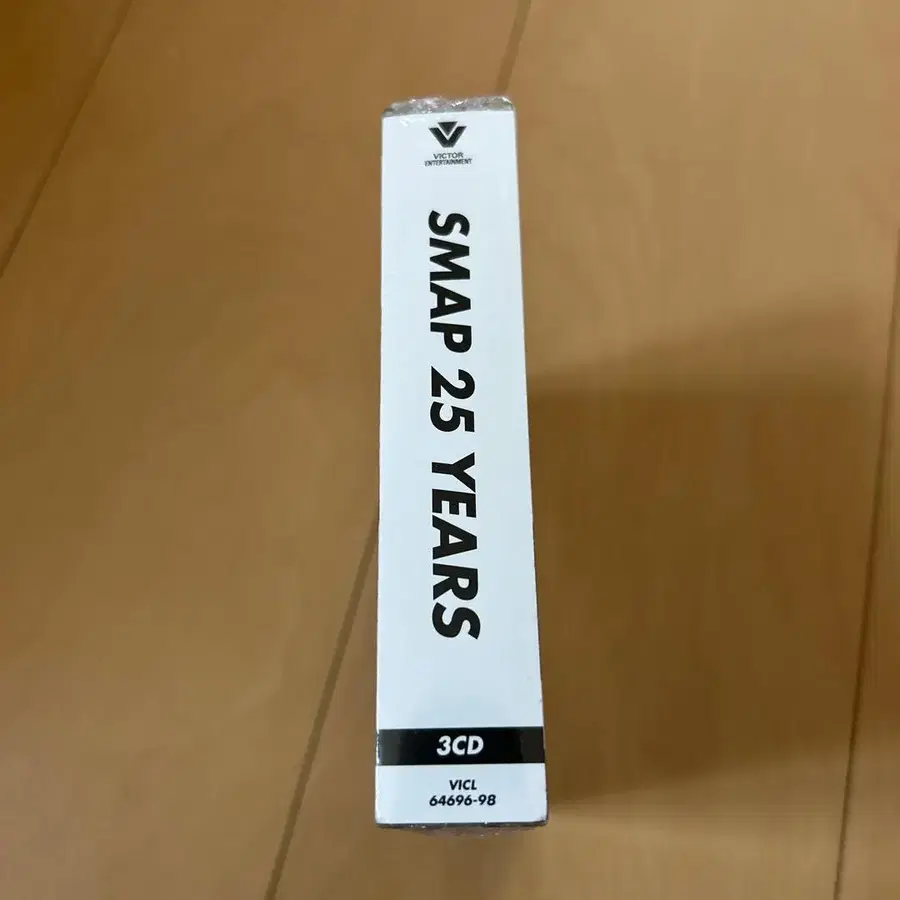 VICTOR
ENTERTAINMENT
SMAP 25 YEARS
3CD
VICL
64696-98